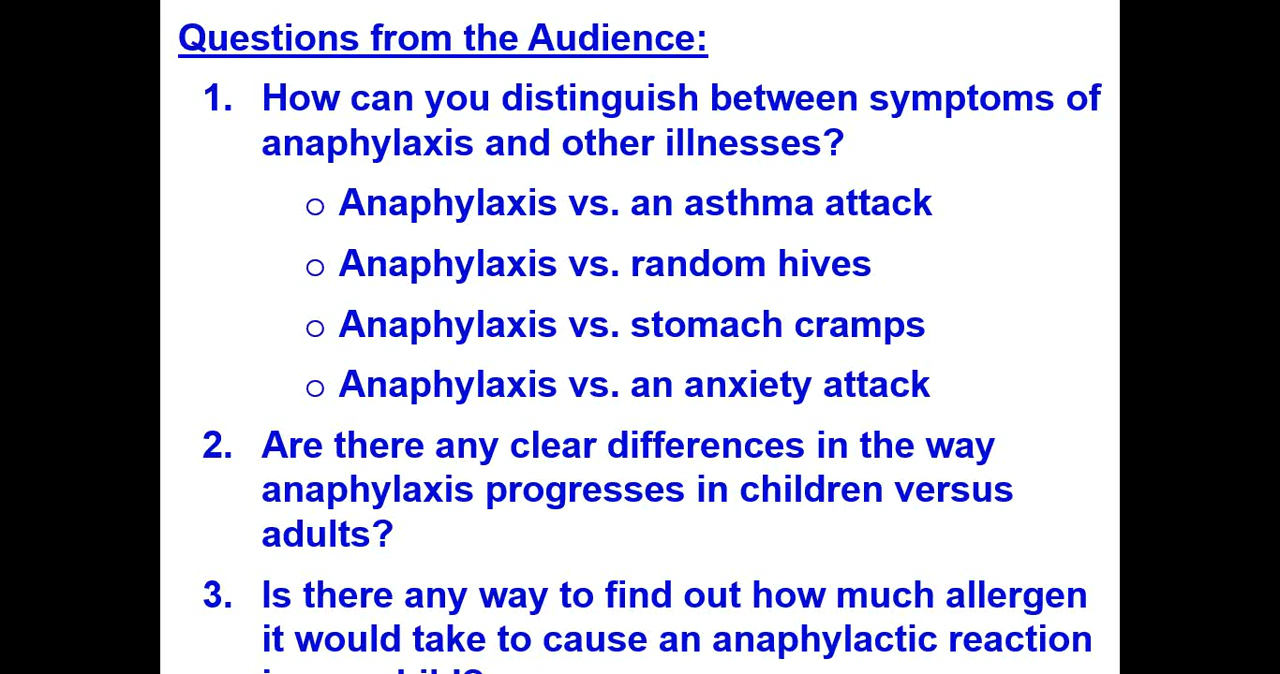 Questions from the Audience:
1. How can you distinguish between symptoms of
anaphylaxis and other illnesses?
o Anaphylaxis vs. an asthma attack
o Anaphylaxis vs. random hives
o Anaphylaxis vs. stomach cramps
o Anaphylaxis vs. an anxiety attack
2. Are there any clear differences in the way
anaphylaxis progresses in children versus
adults?
3. Is there any way to find out how much allergen
it would take to cause an anaphylactic reaction